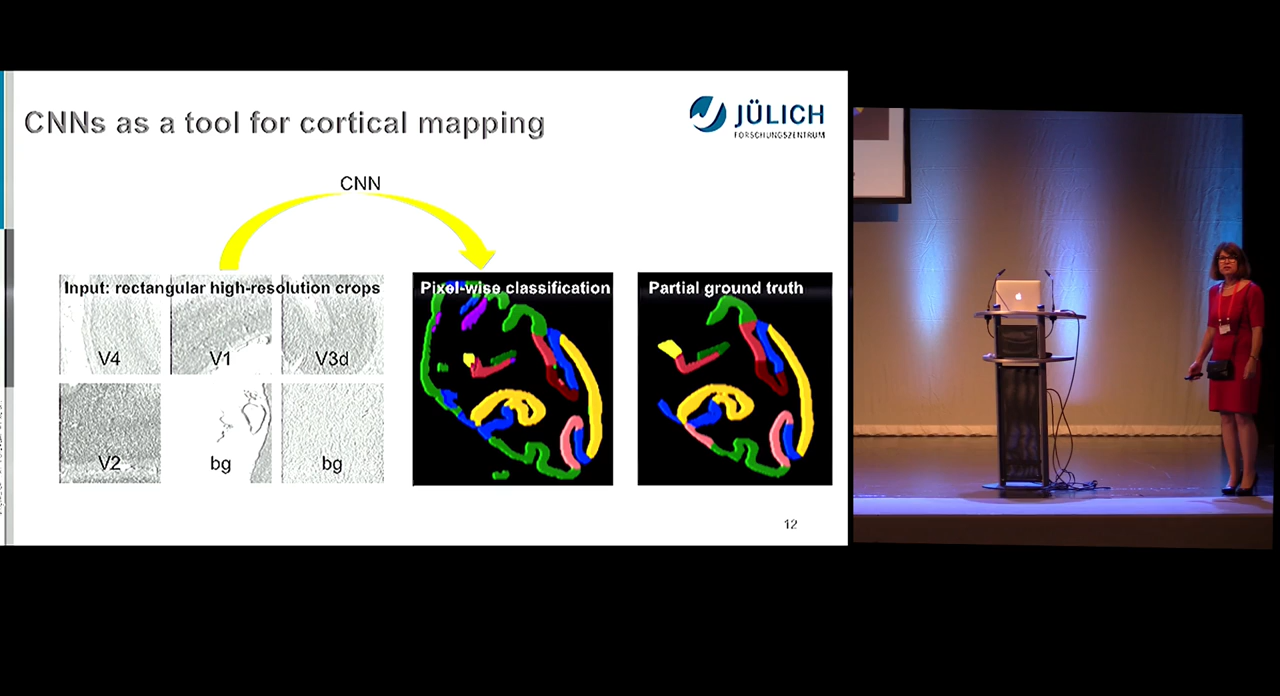 CNNs as a tool for cortical mapping
JÜLICH
FORSCHUNGSZENTRUM
CNN
Input: rectangular high-resolution crops
Pixel-wise classification
Partial ground truth
V4
V1
V3d
V2
bg
bg
12